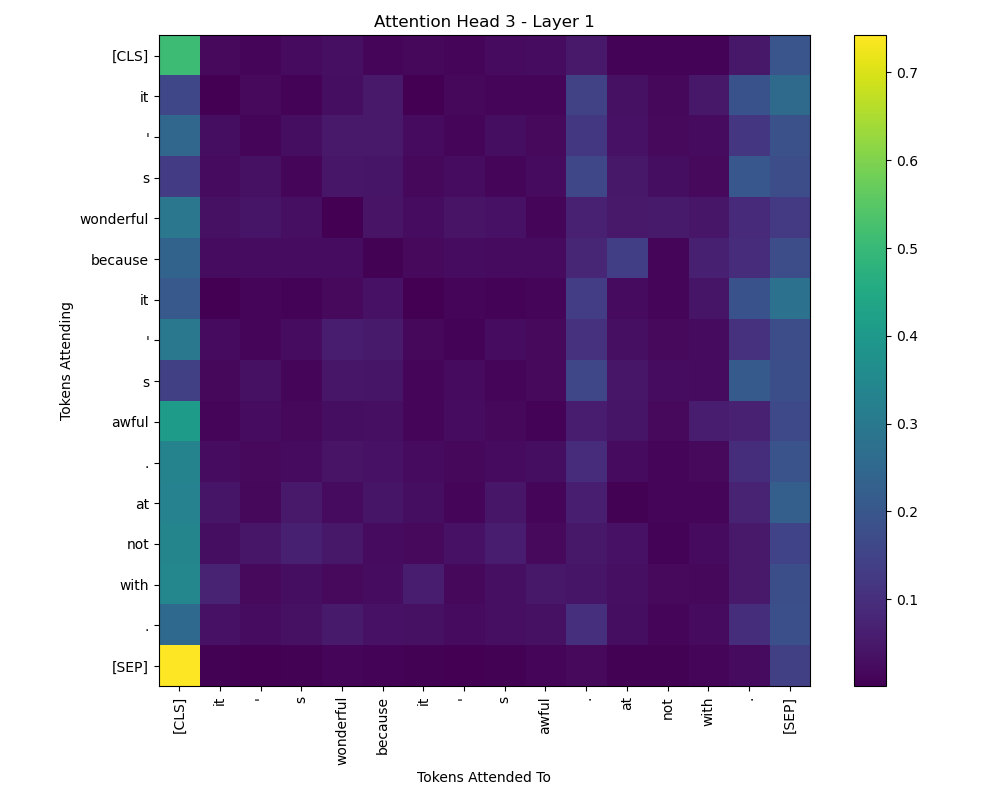 Attention Head 3 - Layer 1
[CLS]
it
'
s
wonderful
because
it
'
s
awful
.
at
not
with
.
[SEP]
Tokens Attending
[CLS]
it
'
s
wonderful
because
it
'
s
awful
.
at
not
with
.
[SEP]
Tokens Attended To
0.7
0.6
0.5
0.4
0.3
0.2
0.1